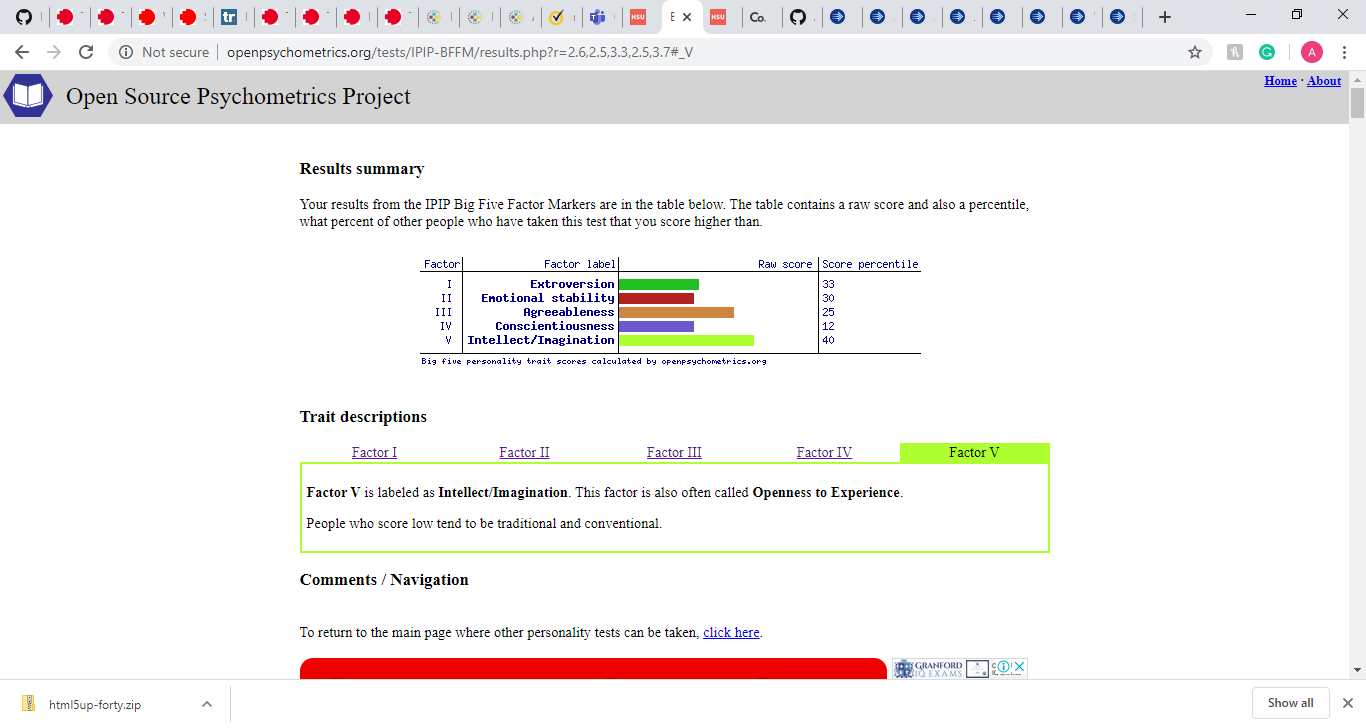 HSU
E
HSU
Co.
tr
Not secure
openpsychometrics.org/tests/IPIP-BFFM/results.php?r=2.6,2.5,3.3,2.5,3.7#_V
A
Open Source Psychometrics Project
Home · About
Results summary
Your results from the IPIP Big Five Factor Markers are in the table below. The table contains a raw score and also a percentile,
what percent of other people who have taken this test that you score higher than.
Factor Factor label Raw score Score percentile
I Extroversion 33
II Emotional stability 30
III Agreeableness 25
IV Conscientiousness 12
V Intellect/Imagination 40
Big five personality trait scores calculated by openpsychometrics.org
Trait descriptions
Factor I Factor II Factor III Factor IV Factor V
Factor V is labeled as Intellect/Imagination. This factor is also often called Openness to Experience.
People who score low tend to be traditional and conventional.
Comments / Navigation
To return to the main page where other personality tests can be taken, click here.
GRANFORD
IQ EXAMS
html5up-forty.zip
Show all